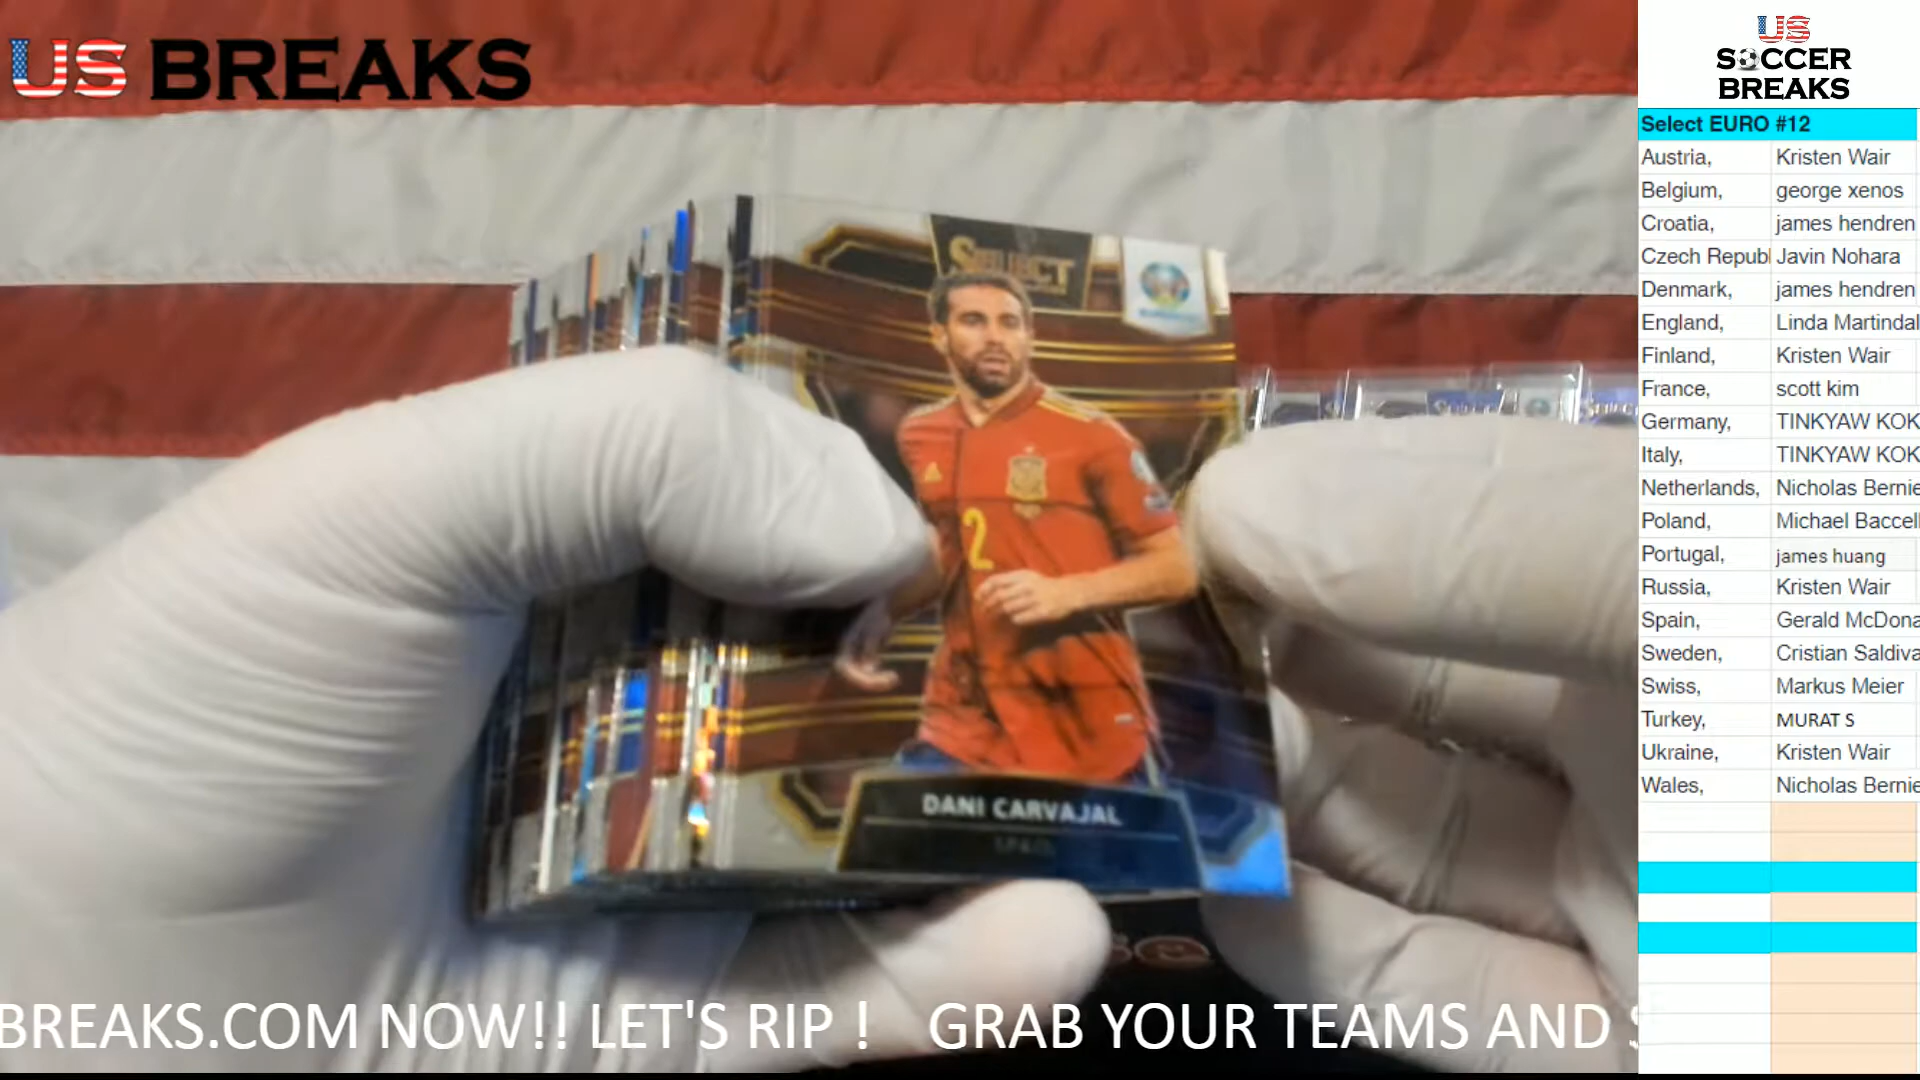 US BREAKS
US
SOCCER
BREAKS
Select EURO #12
Austria, Kristen Wair
Belgium, george xenos
Croatia, james hendren
Czech Republ Javin Nohara
Denmark, james hendren
England, Linda Martindal
Finland, Kristen Wair
France, scott kim
Germany, TINKYAW KOK
Italy, TINKYAW KOK
Netherlands, Nicholas Bernie
Poland, Michael Baccell
Portugal, james huang
Russia, Kristen Wair
Spain, Gerald McDona
Sweden, Cristian Saldiva
Swiss, Markus Meier
Turkey, MURAT S
Ukraine, Kristen Wair
Wales, Nicholas Bernie
SELECT
2
DANI CARVAJAL
SPAIN
BREAKS.COM NOW!! LET'S RIP ! GRAB YOUR TEAMS AND